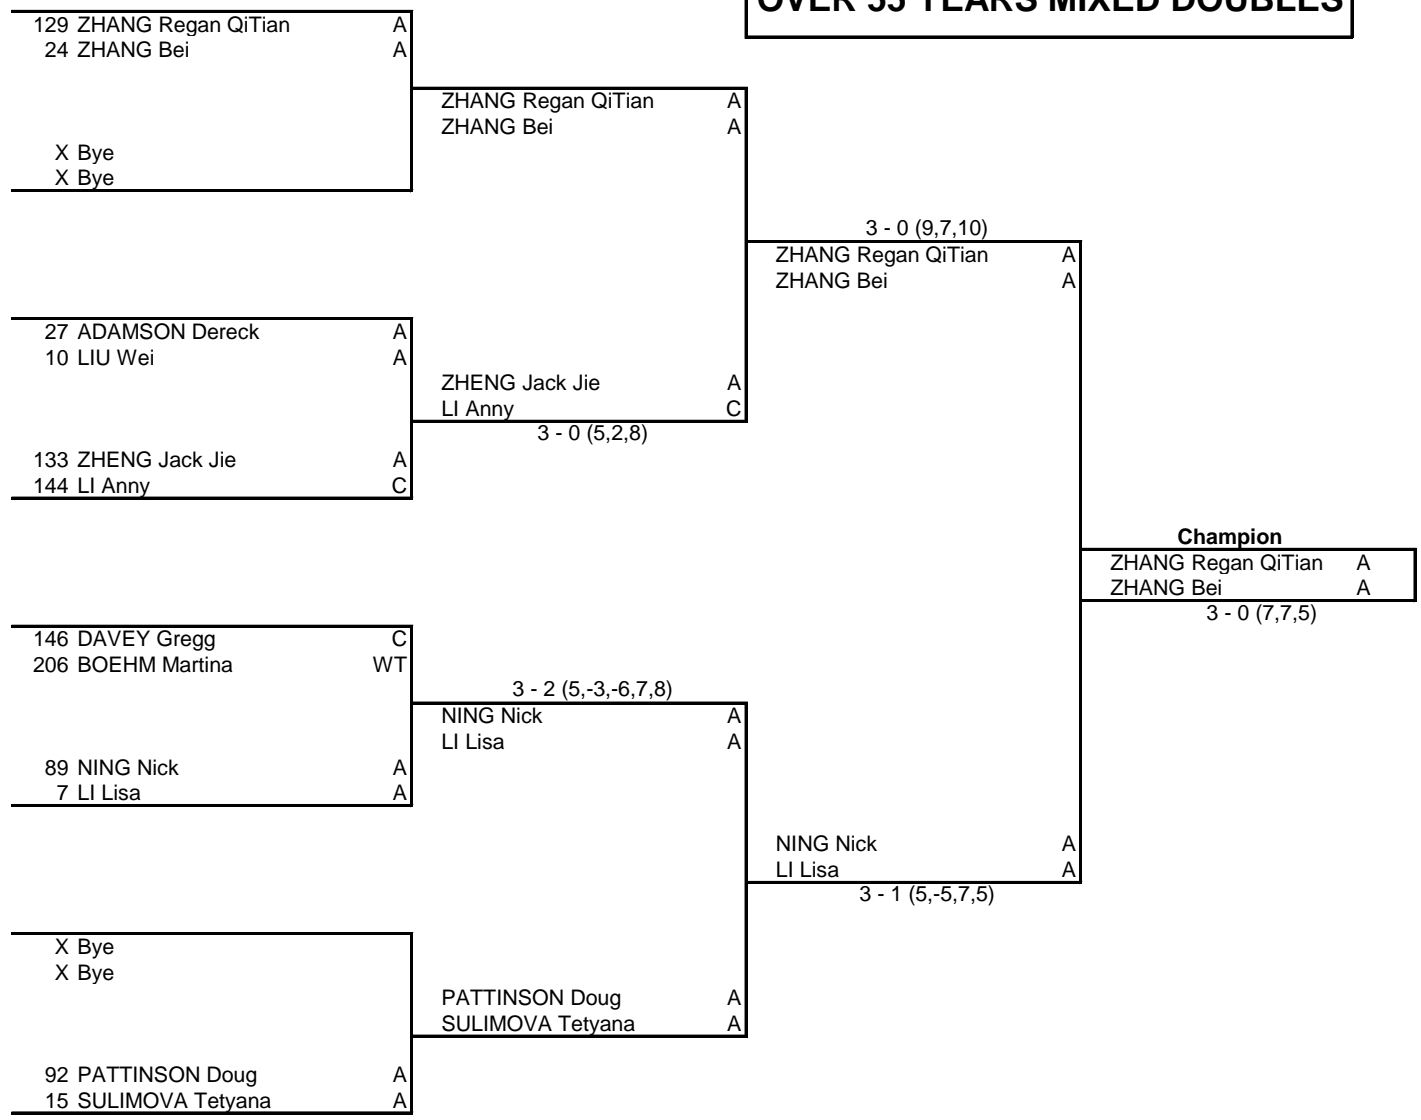 OVER YEARS MIXED DOUBLES
129 ZHANG Regan QiTian A
24 ZHANG Bei A
X Bye
X Bye
27 ADAMSON Dereck A
10 LIU Wei A
133 ZHENG Jack Jie A
144 LI Anny C
146 DAVEY Gregg C
206 BOEHM Martina WT
89 NING Nick A
7 LI Lisa A
X Bye
X Bye
92 PATTINSON Doug A
15 SULIMOVA Tetyana A
ZHANG Regan QiTian A
ZHANG Bei A
ZHENG Jack Jie A
LI Anny C
3 - 0 (5,2,8)
3 - 2 (5,-3,-6,7,8)
NING Nick A
LI Lisa A
PATTINSON Doug A
SULIMOVA Tetyana A
3 - 0 (9,7,10)
ZHANG Regan QiTian A
ZHANG Bei A
NING Nick A
LI Lisa A
3 - 1 (5,-5,7,5)
Champion
ZHANG Regan QiTian A
ZHANG Bei A
3 - 0 (7,7,5)